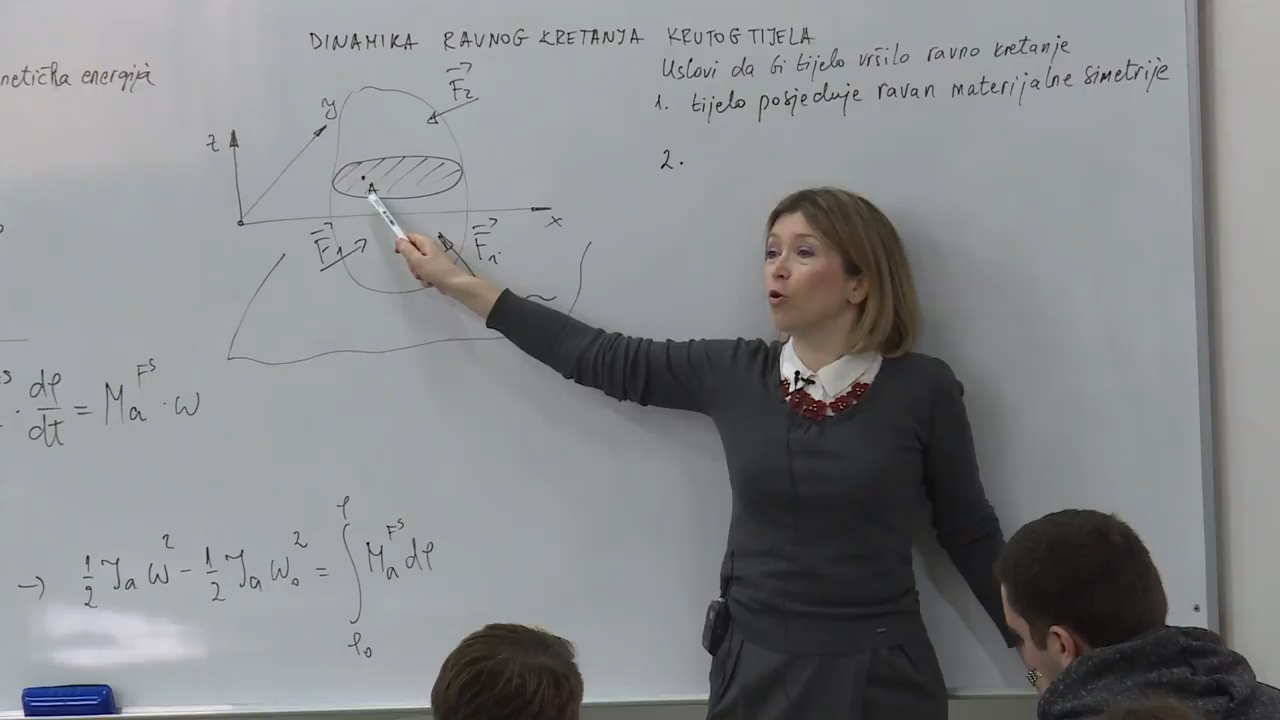 DINAMIKA RAVNOG KRETANJA KRUTOG TIJELA
netička energija
Uslovi da bi tijelo vršilo ravno kretanje
1. tijelo posjeduje ravan materijalne simetrije
2.
z
y
x
A
F₂
F₁
Fₙ
· dφ/dt = Mₐ^{FS} · ω
→ ½ Jₐ ω² - ½ Jₐ ω₀² = ∫_{φ₀}^{φ} Mₐ^{FS} dφ